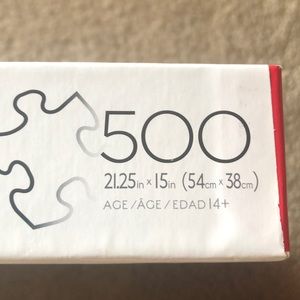 500
21.25in x 15in (54cm x 38cm)
AGE/ÂGE/EDAD 14+